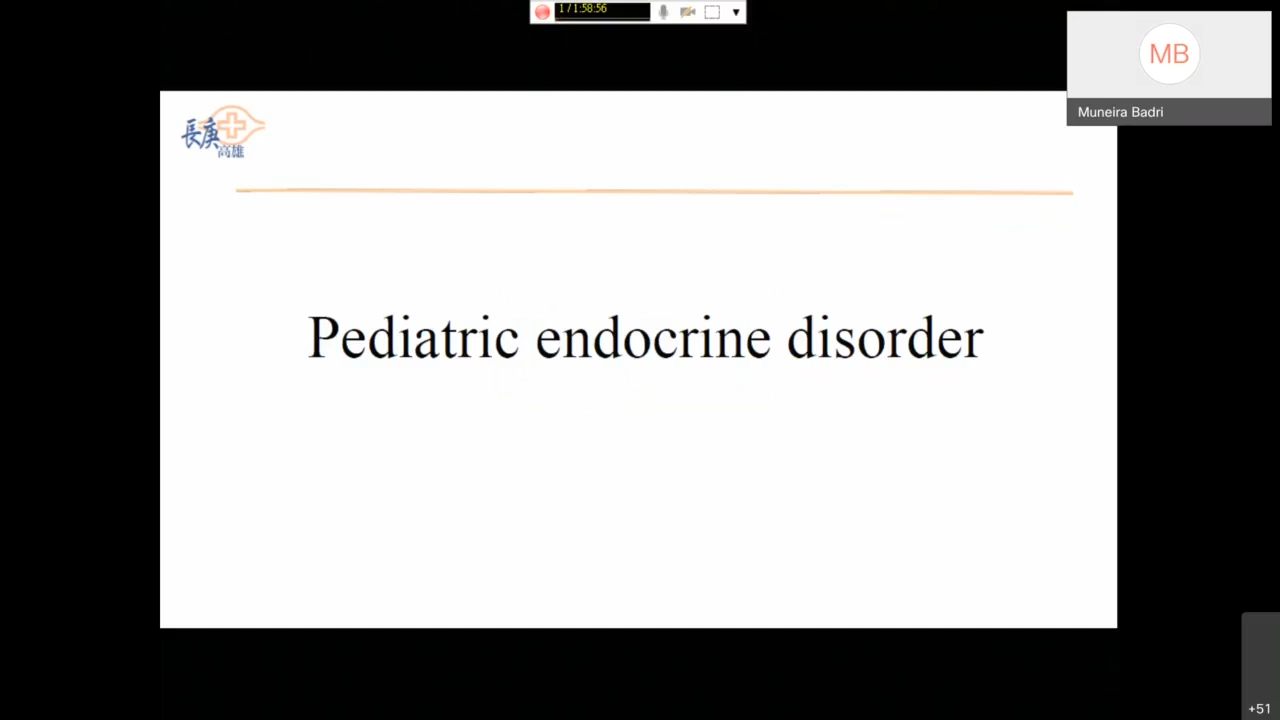 1 / 1:58:56
MB
Muneira Badri
長庚
高雄
Pediatric endocrine disorder
+51